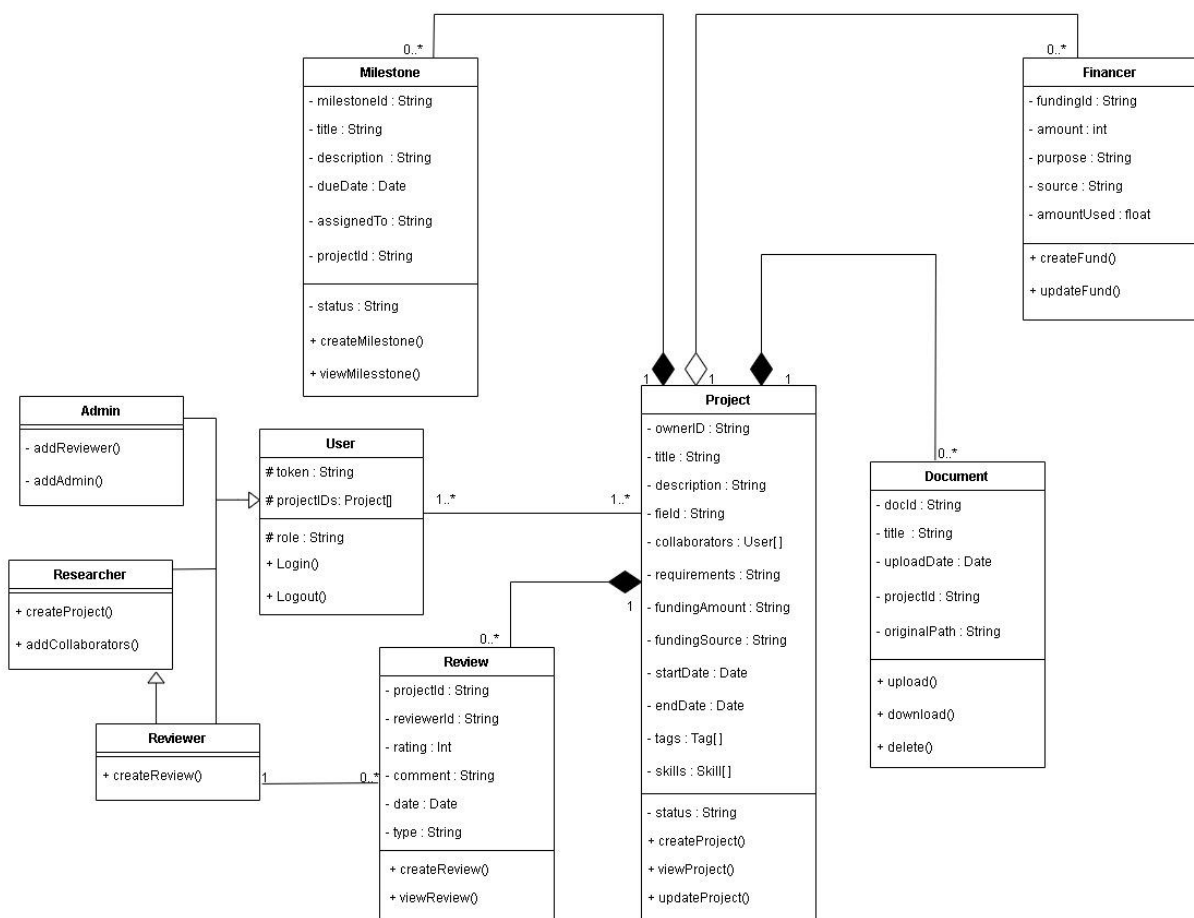 0..*
Milestone
- milestoneId : String
- title : String
- description : String
- dueDate : Date
- assignedTo : String
- projectId : String
- status : String
+ createMilestone()
+ viewMilesstone()
0..*
Financer
- fundingId : String
- amount : int
- purpose : String
- source : String
- amountUsed : float
+ createFund()
+ updateFund()
Admin
- addReviewer()
- addAdmin()
User
# token : String
# projectIDs: Project[]
# role : String
+ Login()
+ Logout()
1..*
1..*
Researcher
+ createProject()
+ addCollaborators()
Reviewer
+ createReview()
1
0..*
0..*
Review
- projectId : String
- reviewerId : String
- rating : Int
- comment : String
- date : Date
- type : String
+ createReview()
+ viewReview()
1
1
1
1
Project
- ownerID : String
- title : String
- description : String
- field : String
- collaborators : User[]
- requirements : String
- fundingAmount : String
- fundingSource : String
- startDate : Date
- endDate : Date
- tags : Tag[]
- skills : Skill[]
- status : String
+ createProject()
+ viewProject()
+ updateProject()
0..*
Document
- docId : String
- title : String
- uploadDate : Date
- projectId : String
- originalPath : String
+ upload()
+ download()
+ delete()